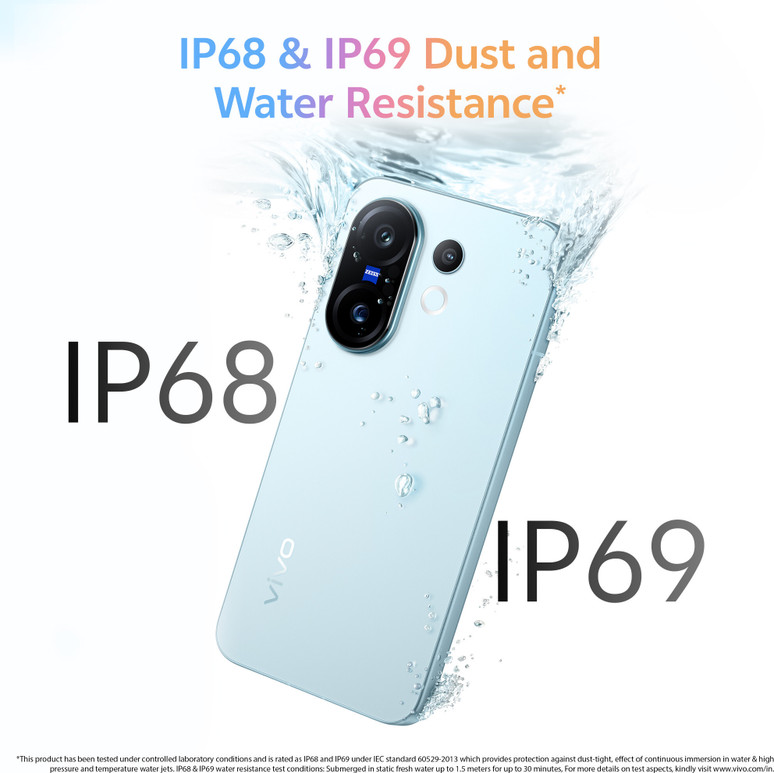 IP68 & IP69 Dust and
Water Resistance*
ZEISS
IP68
IP69
vivo
*This product has been tested under controlled laboratory conditions and is rated as IP68 and IP69 under IEC standard 60529-2013 which provides protection against dust-tight, effect of continuous immersion in water & high
pressure and temperature water jets. IP68 & IP69 water resistance test conditions: Submerged in static fresh water up to 1.5 meters for up to 30 minutes, For more details on test aspects, kindly visit www.vivo.com/in.